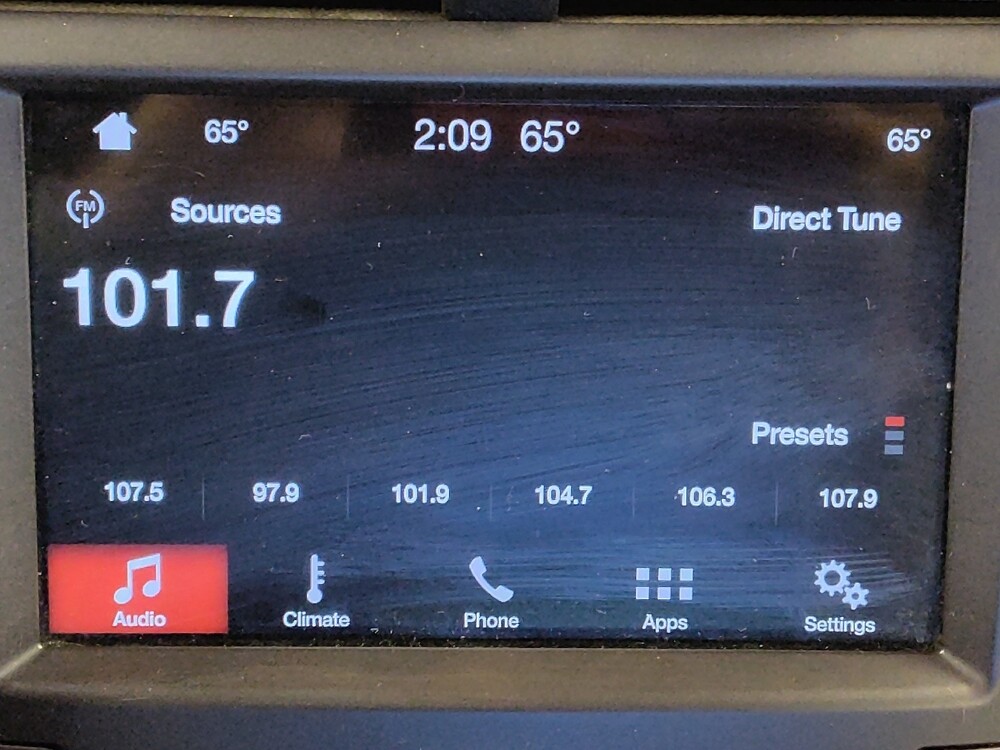 65° 2:09 65° 65°
FM Sources Direct Tune
101.7
Presets
107.5 97.9 101.9 104.7 106.3 107.9
Audio Climate Phone Apps Settings